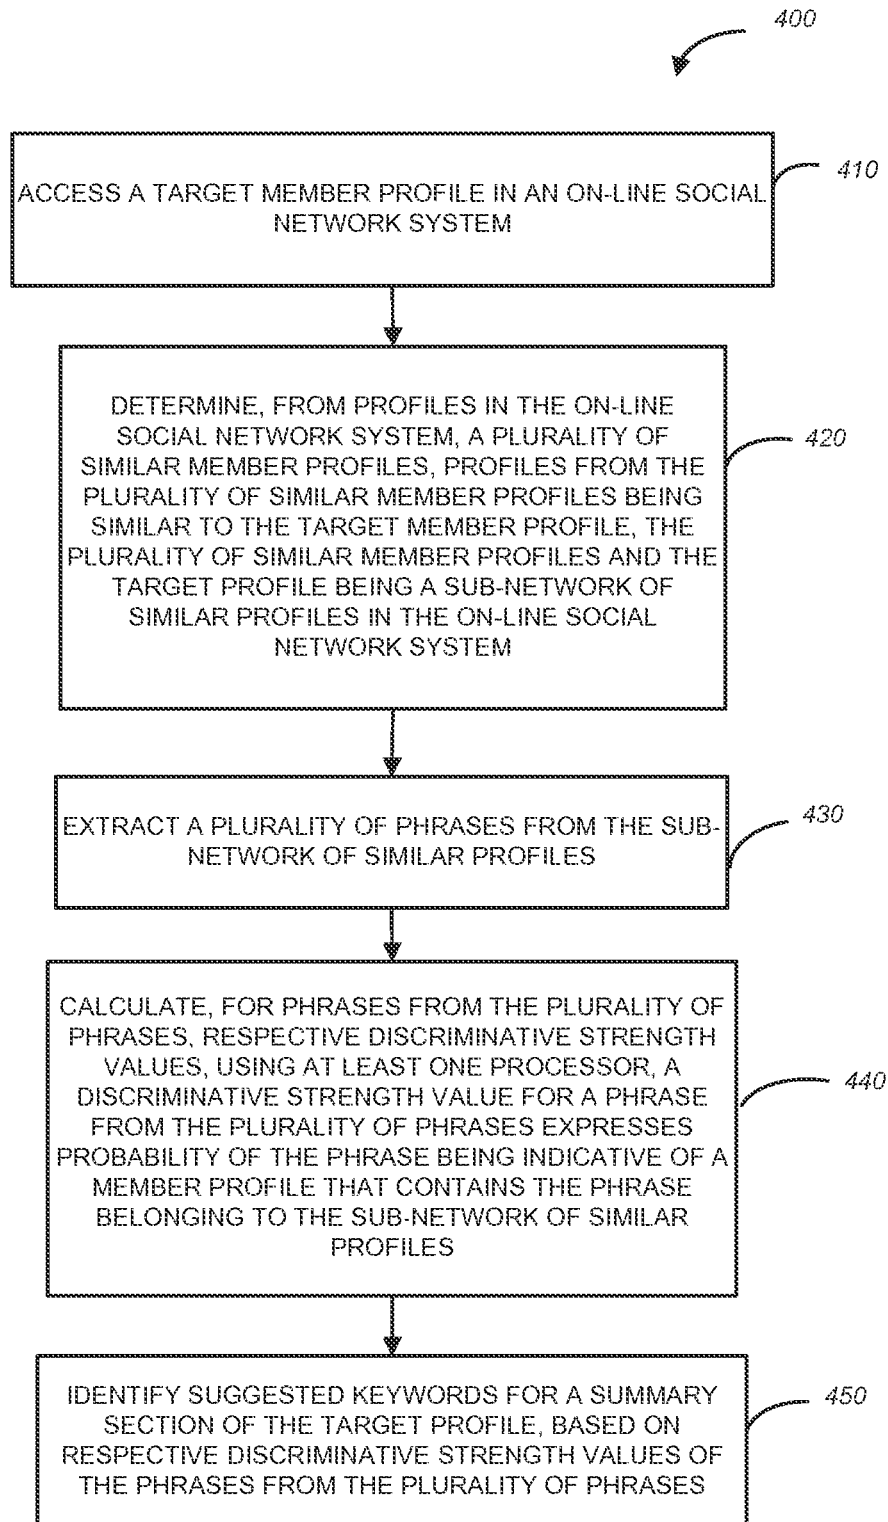 400
ACCESS A TARGET MEMBER PROFILE IN AN ON-LINE SOCIAL
NETWORK SYSTEM
410
DETERMINE, FROM PROFILES IN THE ON-LINE
SOCIAL NETWORK SYSTEM, A PLURALITY OF
SIMILAR MEMBER PROFILES, PROFILES FROM THE
PLURALITY OF SIMILAR MEMBER PROFILES BEING
SIMILAR TO THE TARGET MEMBER PROFILE, THE
PLURALITY OF SIMILAR MEMBER PROFILES AND THE
TARGET PROFILE BEING A SUB-NETWORK OF
SIMILAR PROFILES IN THE ON-LINE SOCIAL
NETWORK SYSTEM
420
EXTRACT A PLURALITY OF PHRASES FROM THE SUB-
NETWORK OF SIMILAR PROFILES
430
CALCULATE, FOR PHRASES FROM THE PLURALITY OF
PHRASES, RESPECTIVE DISCRIMINATIVE STRENGTH
VALUES, USING AT LEAST ONE PROCESSOR, A
DISCRIMINATIVE STRENGTH VALUE FOR A PHRASE
FROM THE PLURALITY OF PHRASES EXPRESSES
PROBABILITY OF THE PHRASE BEING INDICATIVE OF A
MEMBER PROFILE THAT CONTAINS THE PHRASE
BELONGING TO THE SUB-NETWORK OF SIMILAR
PROFILES
440
IDENTIFY SUGGESTED KEYWORDS FOR A SUMMARY
SECTION OF THE TARGET PROFILE, BASED ON
RESPECTIVE DISCRIMINATIVE STRENGTH VALUES OF
THE PHRASES FROM THE PLURALITY OF PHRASES
450